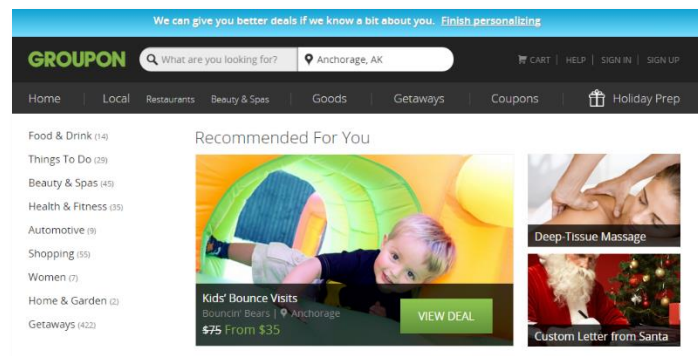 We can give you better deals if we know a bit about you. Finish personalizing
GROUPON What are you looking for? Anchorage, AK CART | HELP | SIGN IN | SIGN UP
Home Local Restaurants Beauty & Spas Goods Getaways Coupons Holiday Prep
Food & Drink (14)
Things To Do (29)
Beauty & Spas (45)
Health & Fitness (35)
Automotive (9)
Shopping (55)
Women (7)
Home & Garden (2)
Getaways (422)
Recommended For You
Kids' Bounce Visits
Bouncin' Bears | Anchorage
$75 From $35
VIEW DEAL
Deep-Tissue Massage
Custom Letter from Santa